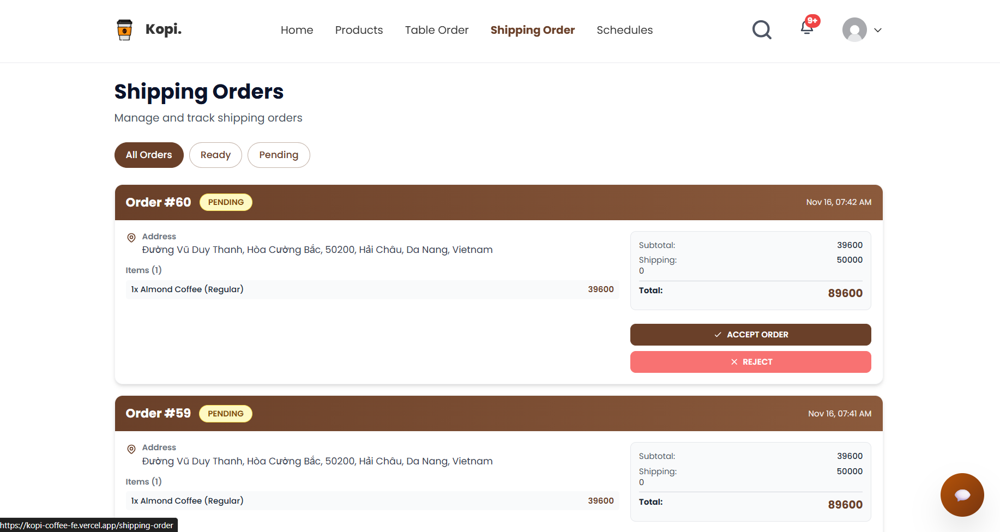 Kopi.
Home
Products
Table Order
Shipping Order
Schedules
9+
Shipping Orders
Manage and track shipping orders
All Orders
Ready
Pending
Order #60
PENDING
Nov 16, 07:42 AM
Address
Đường Vũ Duy Thanh, Hòa Cường Bắc, 50200, Hải Châu, Da Nang, Vietnam
Items (1)
1x Almond Coffee (Regular) 39600
Subtotal: 39600
Shipping: 50000
0
Total: 89600
ACCEPT ORDER
REJECT
Order #59
PENDING
Nov 16, 07:41 AM
Address
Đường Vũ Duy Thanh, Hòa Cường Bắc, 50200, Hải Châu, Da Nang, Vietnam
Items (1)
1x Almond Coffee (Regular) 39600
Subtotal: 39600
Shipping: 50000
0
Total: 89600
https://kopi-coffee-fe.vercel.app/shipping-order